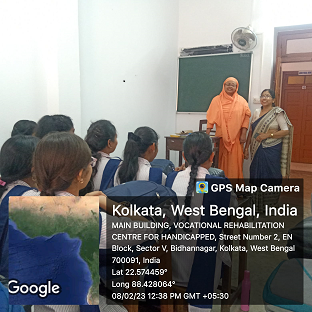 GPS Map Camera
Kolkata, West Bengal, India
MAIN BUILDING, VOCATIONAL REHABILITATION
CENTRE FOR HANDICAPPED, Street Number 2, EN
Block, Sector V, Bidhannagar, Kolkata, West Bengal
700091, India
Lat 22.574459°
Long 88.428064°
08/02/23 12:38 PM GMT +05:30
Google